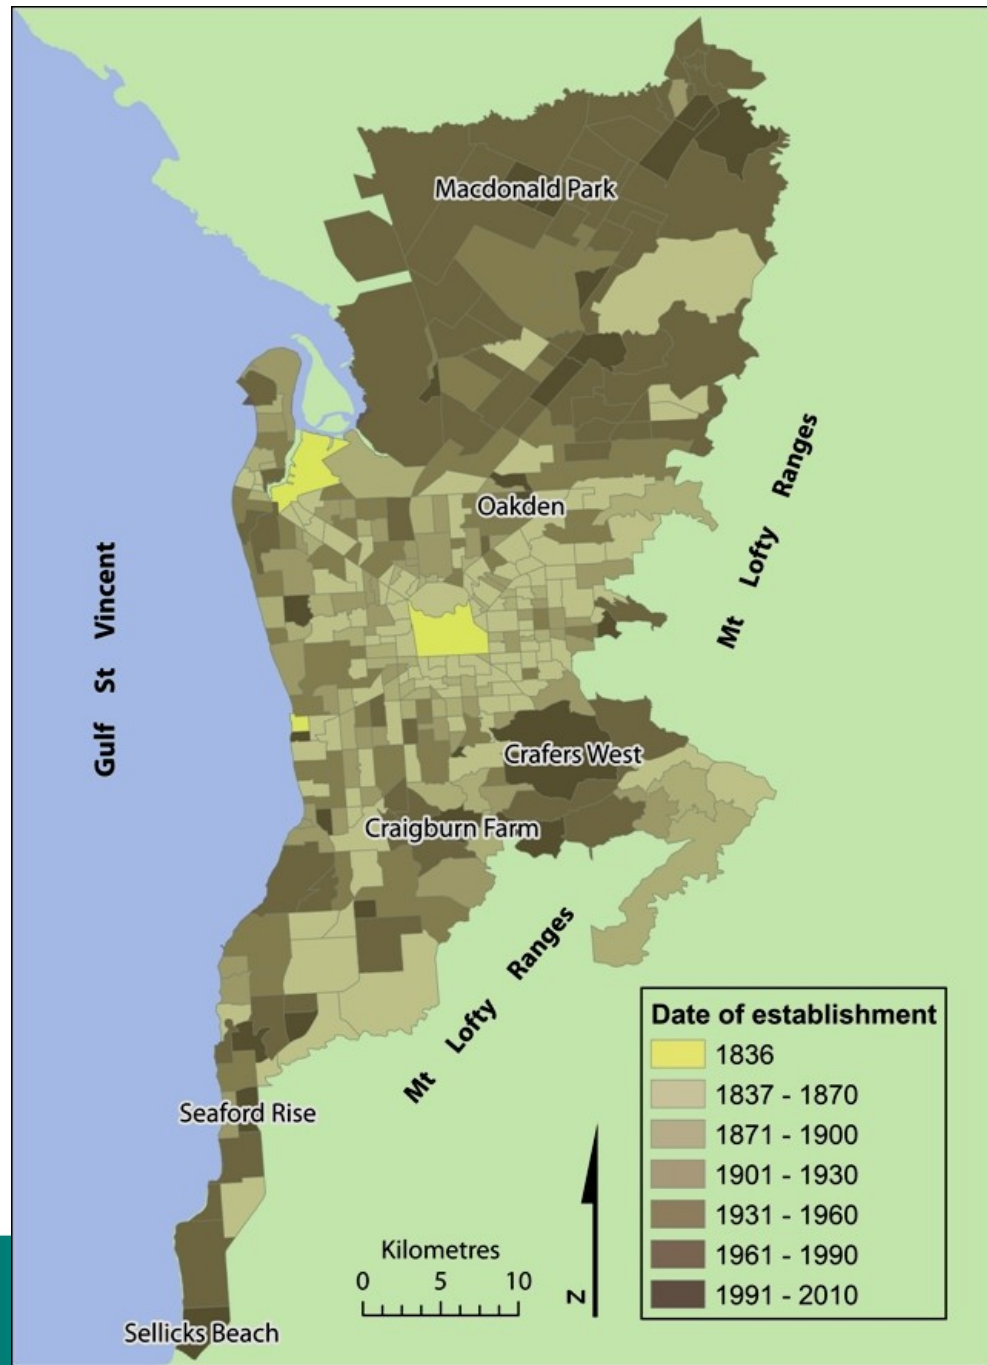 Macdonald Park
Oakden
Mt Lofty Ranges
Gulf St Vincent
Crafers West
Craigburn Farm
Mt Lofty Ranges
Seaford Rise
Sellicks Beach
Kilometres
0 5 10
N
Date of establishment
1836
1837 - 1870
1871 - 1900
1901 - 1930
1931 - 1960
1961 - 1990
1991 - 2010